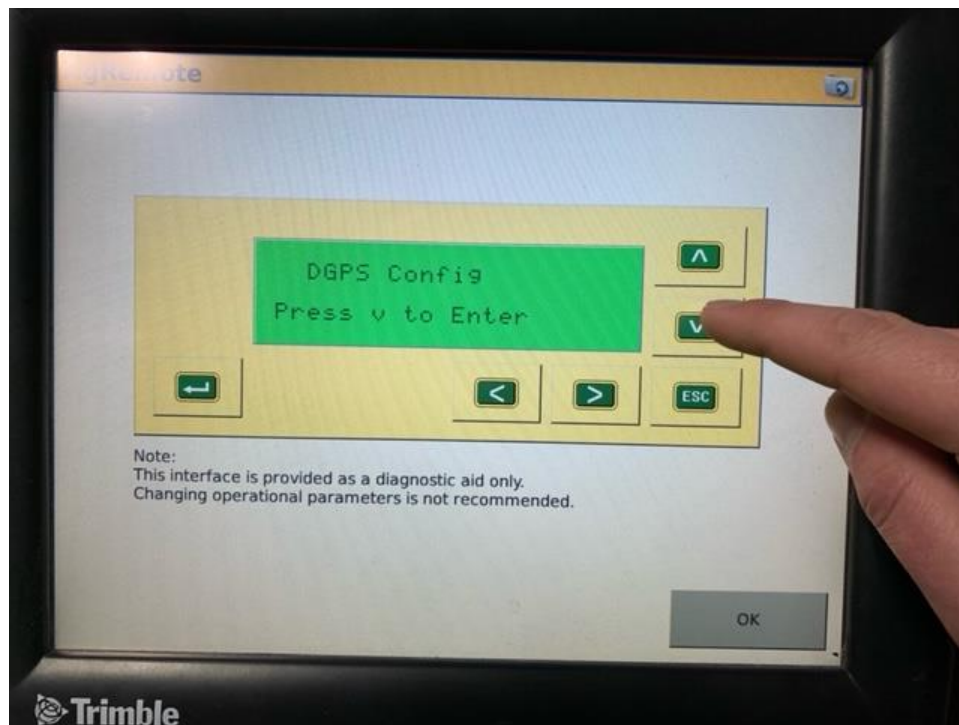 AgRemote
DGPS Config
Press v to Enter
ESC
Note:
This interface is provided as a diagnostic aid only.
Changing operational parameters is not recommended.
OK
Trimble